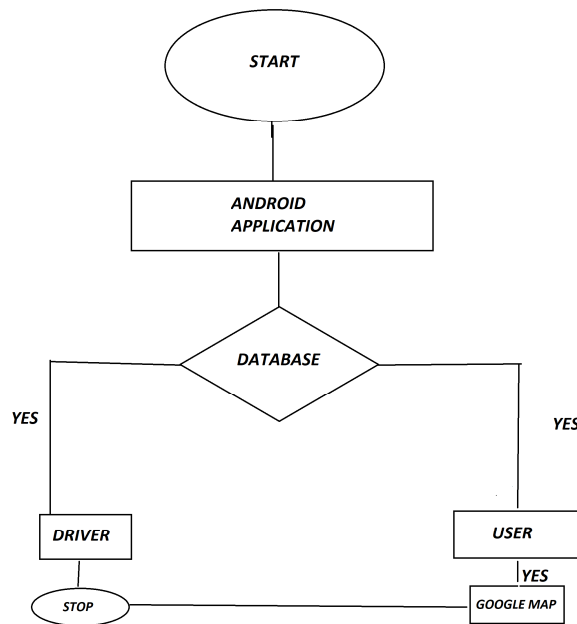 START
ANDROID
APPLICATION
DATABASE
YES
YES
DRIVER
USER
YES
STOP
GOOGLE MAP